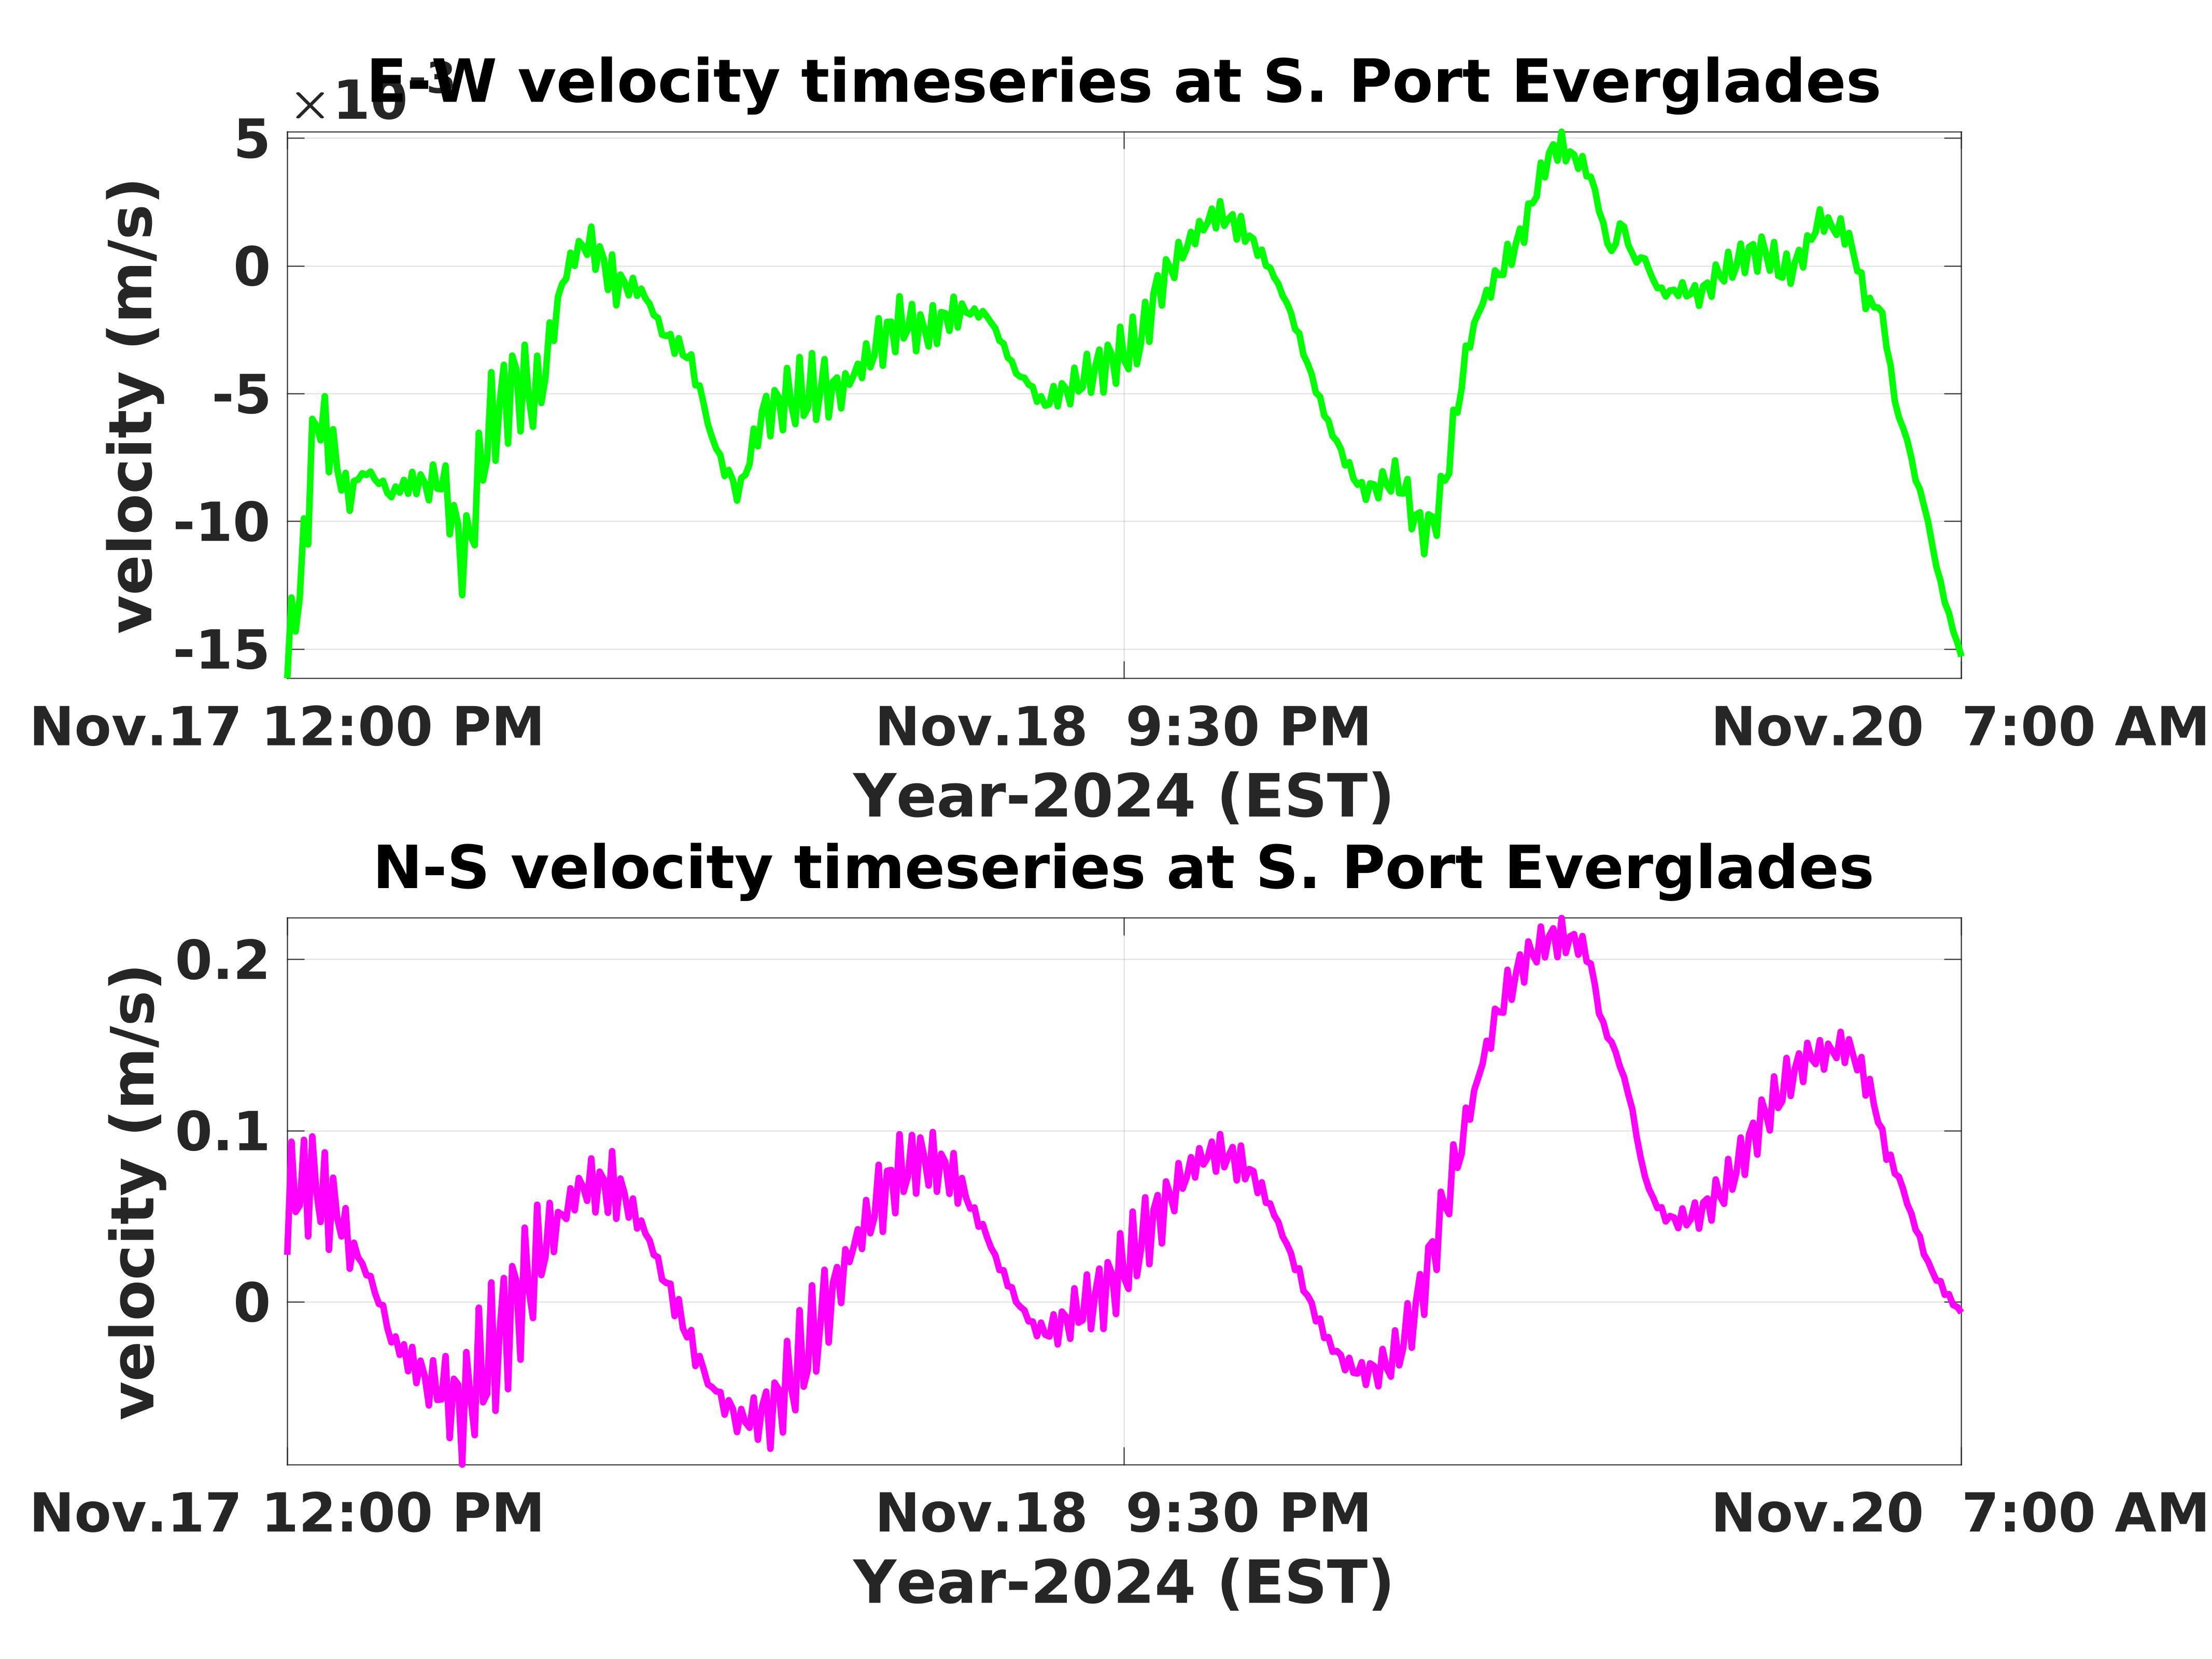 E-W velocity timeseries at S. Port Everglades
×10-3
5
0
-5
-10
-15
velocity (m/s)
Nov.17 12:00 PM Nov.18 9:30 PM Nov.20 7:00 AM
Year-2024 (EST)
N-S velocity timeseries at S. Port Everglades
0.2
0.1
0
velocity (m/s)
Nov.17 12:00 PM Nov.18 9:30 PM Nov.20 7:00 AM
Year-2024 (EST)